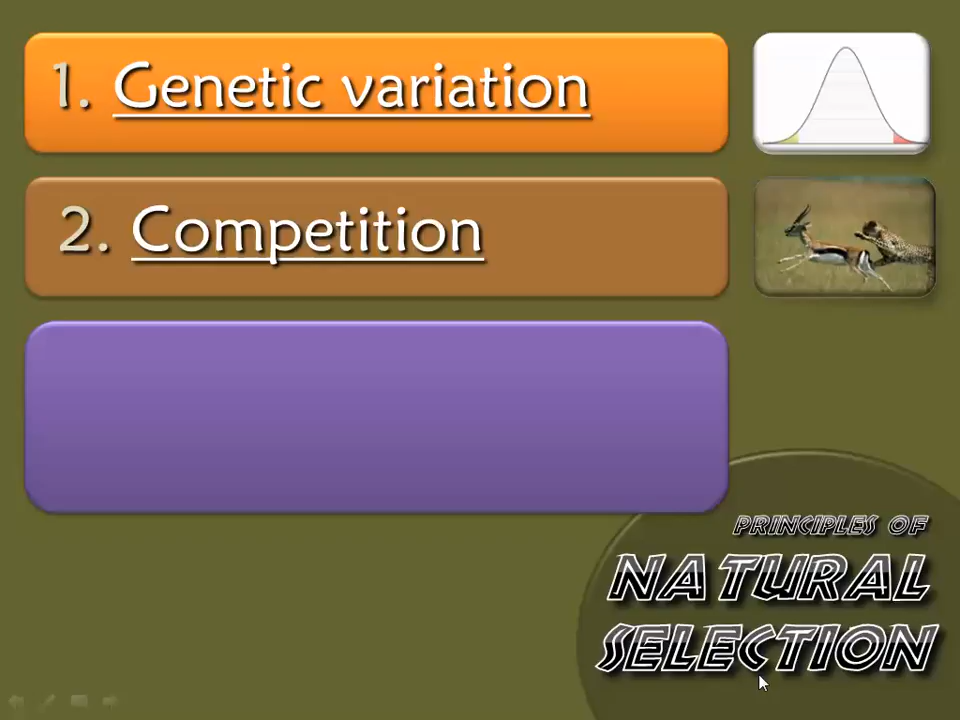 1. Genetic variation
2. Competition
PRINCIPLES OF
NATURAL
SELECTION